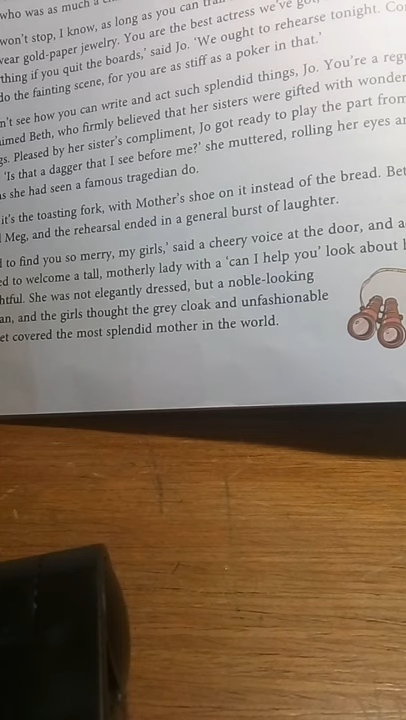 who was as much a
won't stop, I know, as long as you can
wear gold-paper jewelry. You are the best actress we've got,
thing if you quit the boards,' said Jo. 'We ought to rehearse tonight.
do the fainting scene, for you are as stiff as a poker in that.'
n't see how you can write and act such splendid things, Jo. You're a
aimed Beth, who firmly believed that her sisters were gifted with
gs. Pleased by her sister's compliment, Jo got ready to play the part from
'Is that a dagger that I see before me?' she muttered, rolling her eyes
as she had seen a famous tragedian do.
it's the toasting fork, with Mother's shoe on it instead of the bread.
Meg, and the rehearsal ended in a general burst of laughter.
to find you so merry, my girls,' said a cheery voice at the door, and
ed to welcome a tall, motherly lady with a 'can I help you' look about
htful. She was not elegantly dressed, but a noble-looking
an, and the girls thought the grey cloak and unfashionable
et covered the most splendid mother in the world.